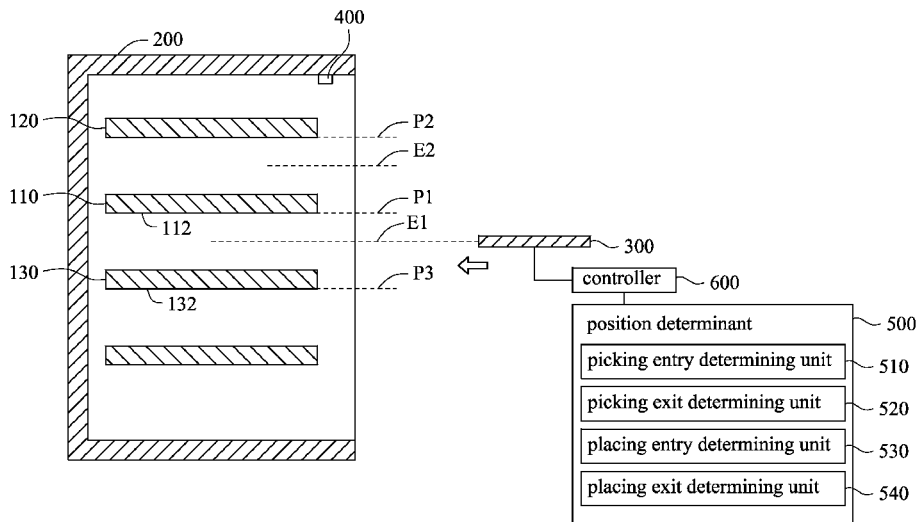 200
400
120
P2
E2
110
P1
112
E1
300
130
P3
132
controller
600
position determinant
500
picking entry determining unit
510
picking exit determining unit
520
placing entry determining unit
530
placing exit determining unit
540